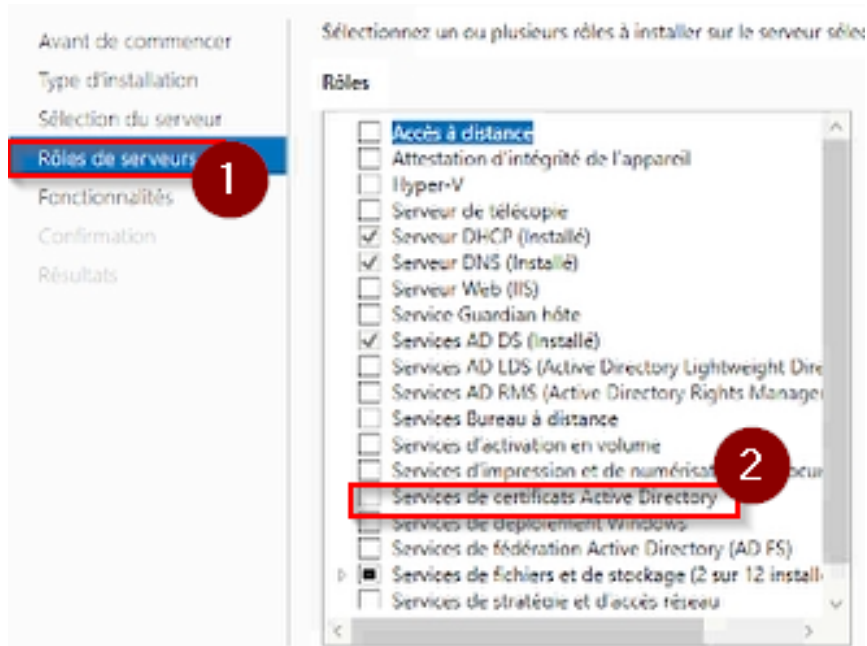 Sélectionnez un ou plusieurs rôles à installer sur le serveur sélec
Avant de commencer
Type d'installation
Sélection du serveur
Rôles de serveurs
1
Fonctionnalités
Confirmation
Résultats
Rôles
Accès à distance
Attestation d'intégrité de l'appareil
Hyper-V
Serveur de télécopie
Serveur DHCP (Installé)
Serveur DNS (Installé)
Serveur Web (IIS)
Service Guardian hôte
Services AD DS (Installé)
Services AD LDS (Active Directory Lightweight Dire
Services AD RMS (Active Directory Rights Manage
Services Bureau à distance
Services d'activation en volume
Services d'impression et de numérisat
2
Services de certificats Active Directory
Services de déploiement Windows
Services de fédération Active Directory (AD FS)
Services de fichiers et de stockage (2 sur 12 install
Services de stratégie et d'accès réseau